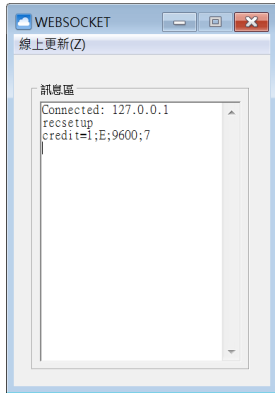 WEBSOCKET
線上更新(Z)
訊息區
Connected: 127.0.0.1
recsetup
credit=1;E;9600;7